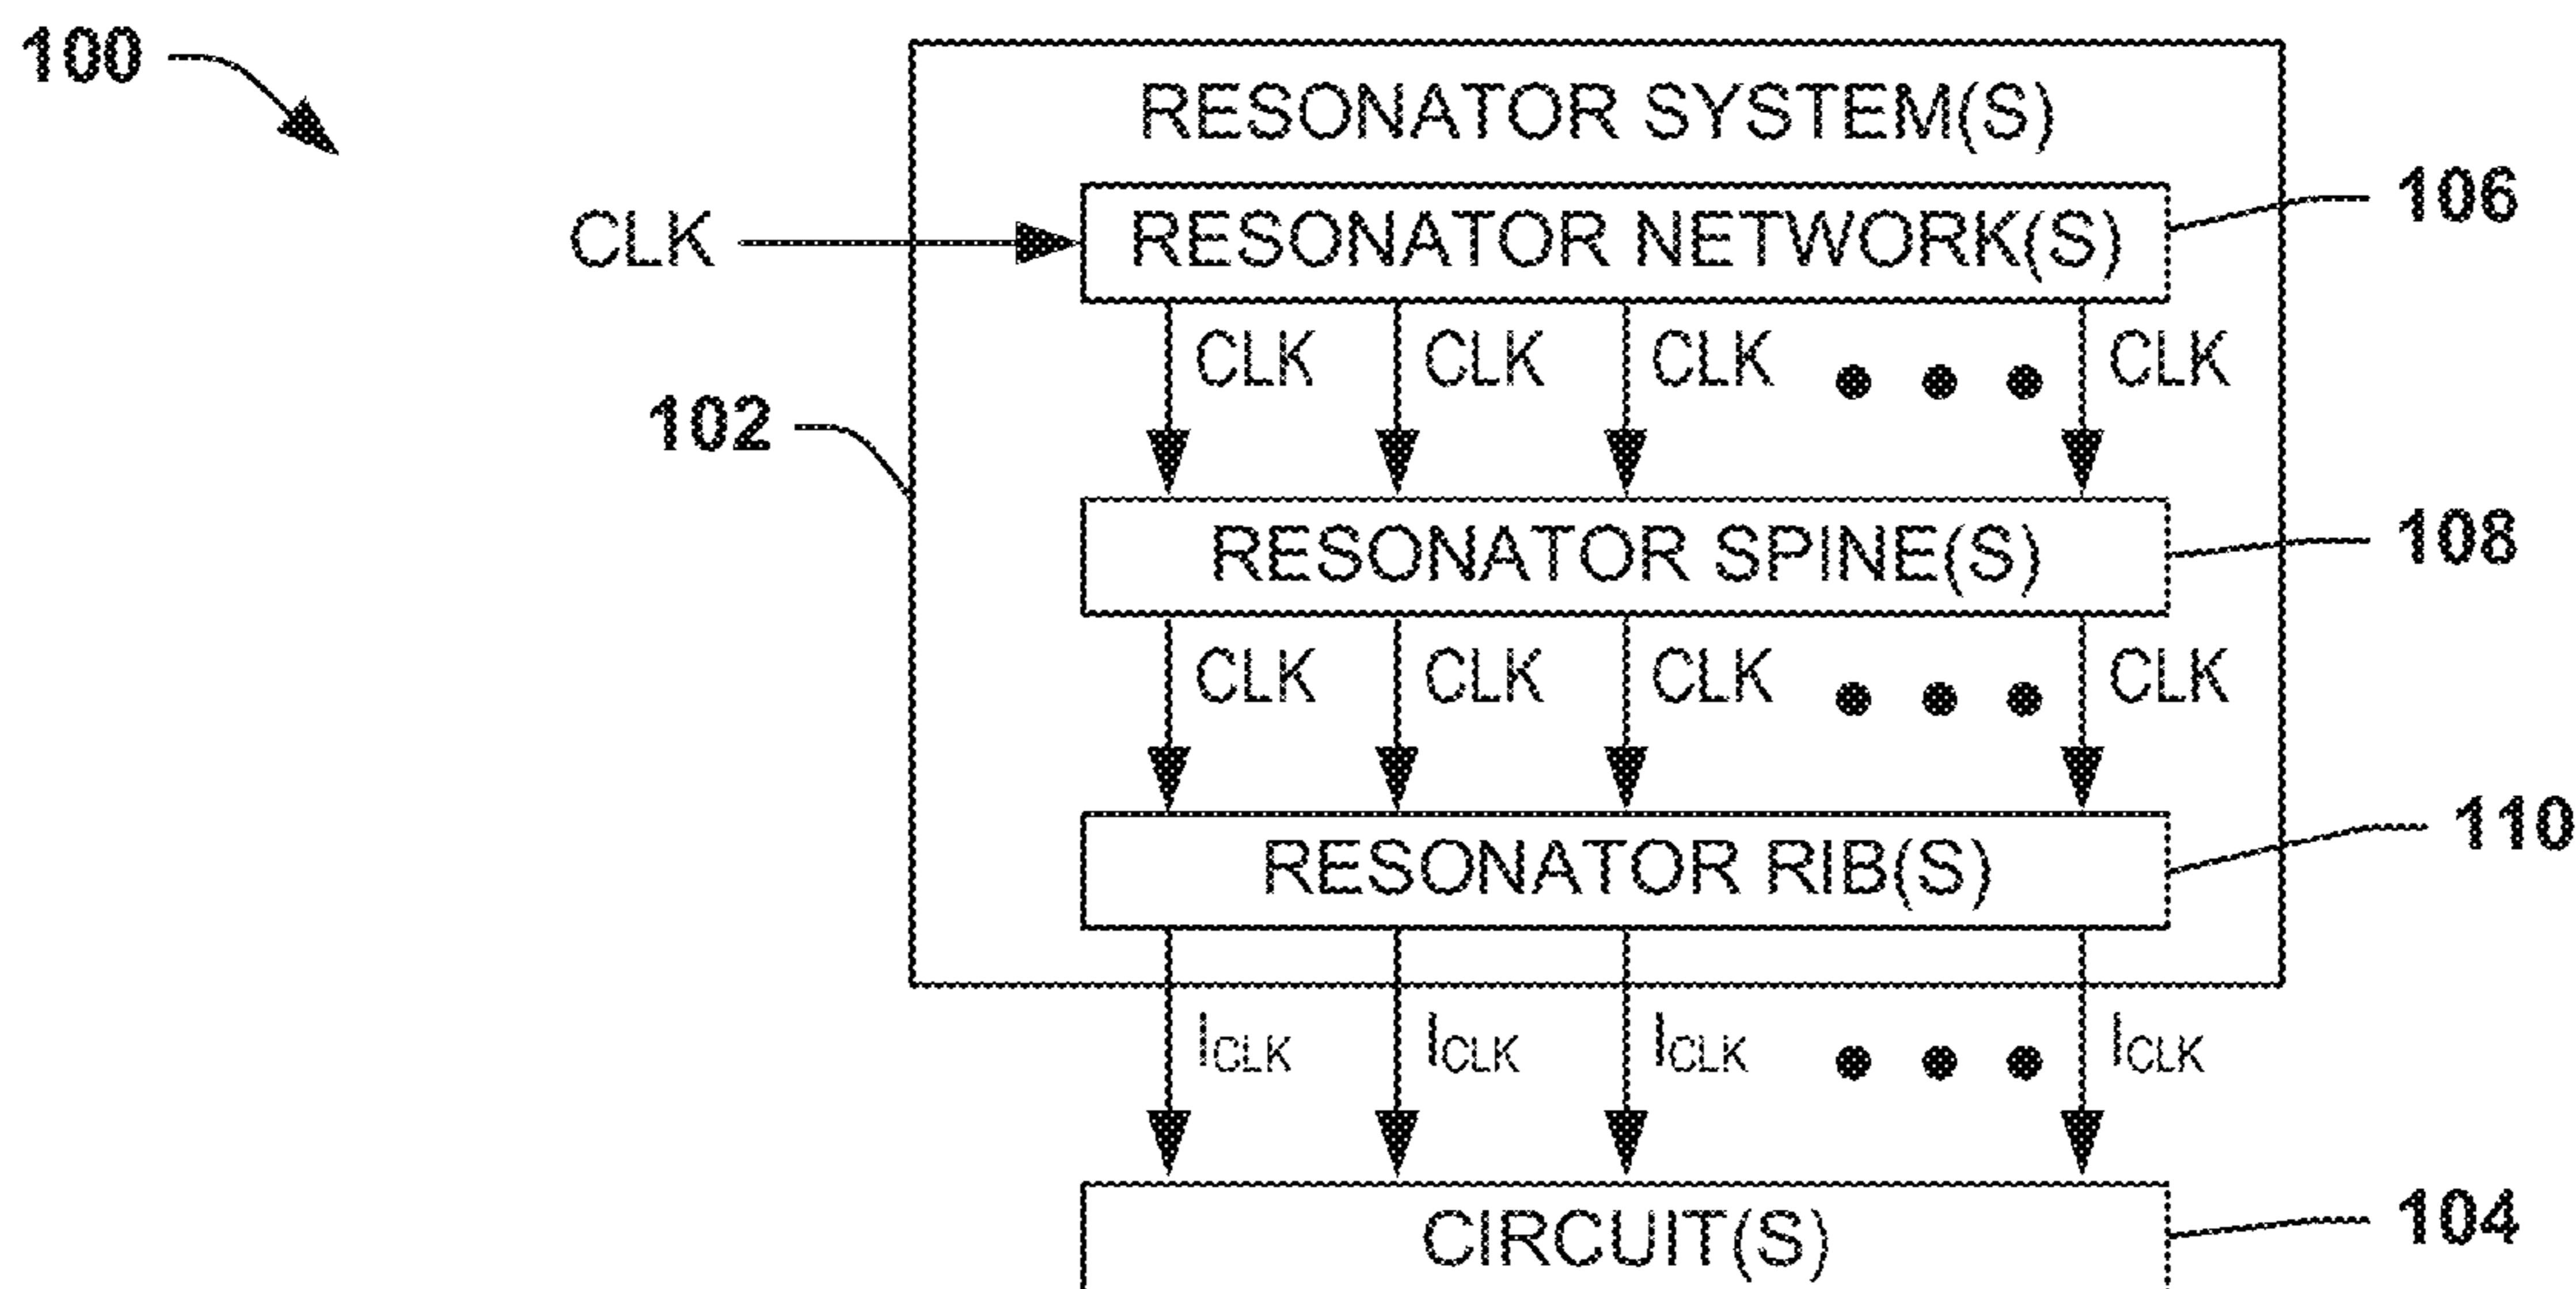 100
RESONATOR SYSTEM(S)
106
CLK RESONATOR NETWORK(S)
CLK CLK CLK CLK
102
108
RESONATOR SPINE(S)
CLK CLK CLK CLK
110
RESONATOR RIB(S)
ICLK ICLK ICLK ICLK
104
CIRCUIT(S)